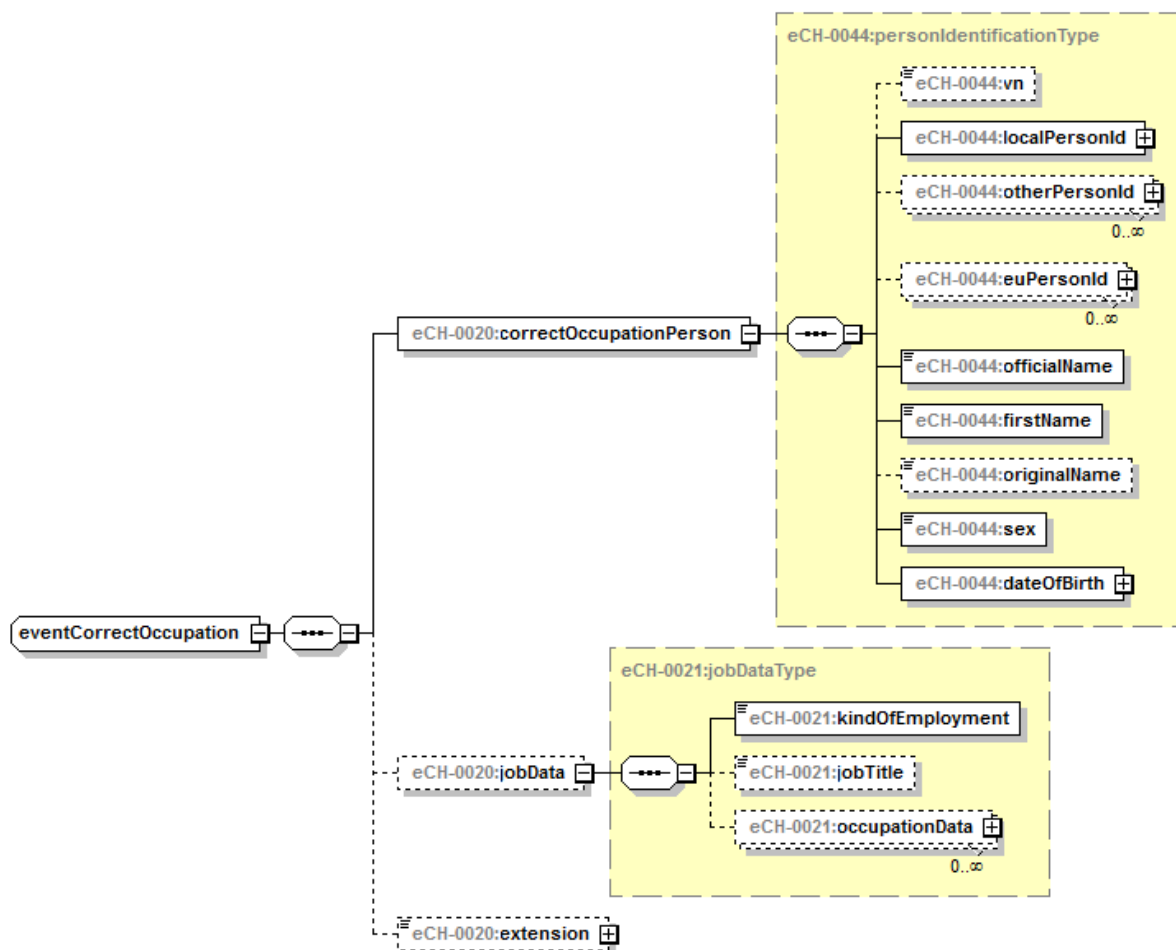 eCH-0044:personIdentificationType
eCH-0044:vn
eCH-0044:localPersonId
eCH-0044:otherPersonId
0..∞
eCH-0044:euPersonId
0..∞
eCH-0020:correctOccupationPerson
eCH-0044:officialName
eCH-0044:firstName
eCH-0044:originalName
eCH-0044:sex
eCH-0044:dateOfBirth
eventCorrectOccupation
eCH-0021:jobDataType
eCH-0021:kindOfEmployment
eCH-0020:jobData
eCH-0021:jobTitle
eCH-0021:occupationData
0..∞
eCH-0020:extension